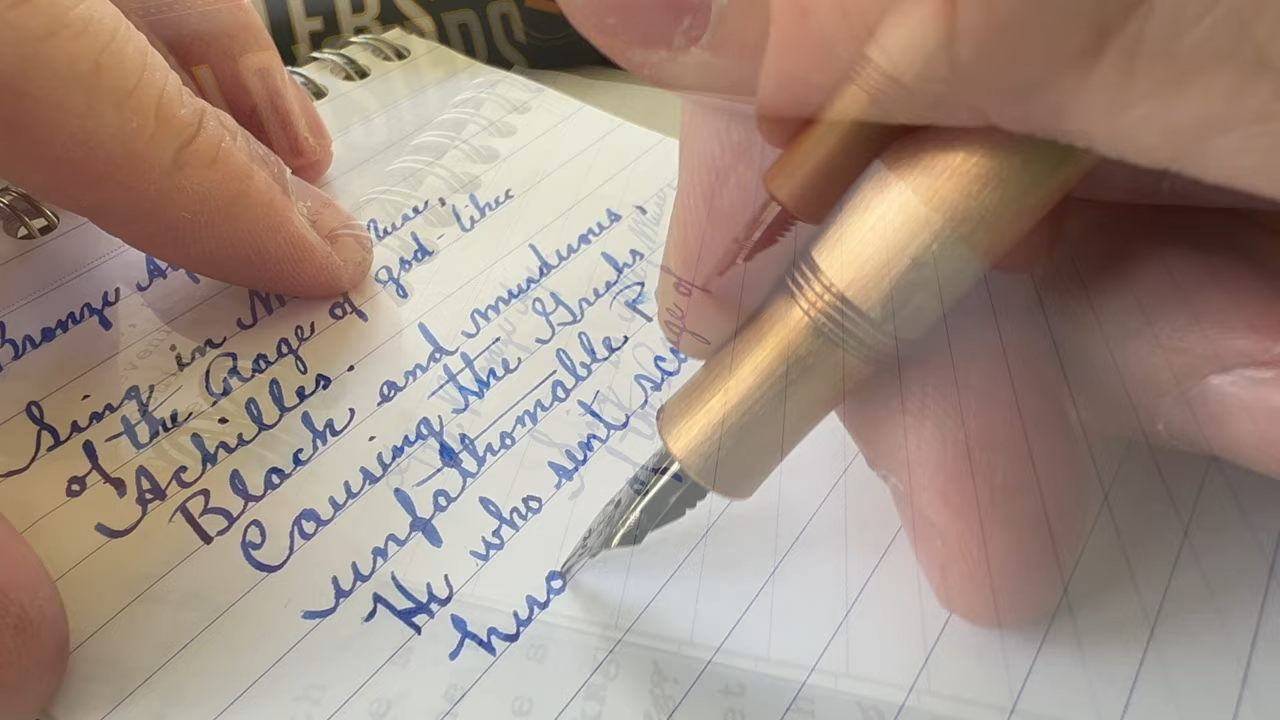 Bronze
Sing in
of the Rage of god-like
Achilles.
Black and murderous,
Causing the Greeks
unfathomable
He who sent
hero